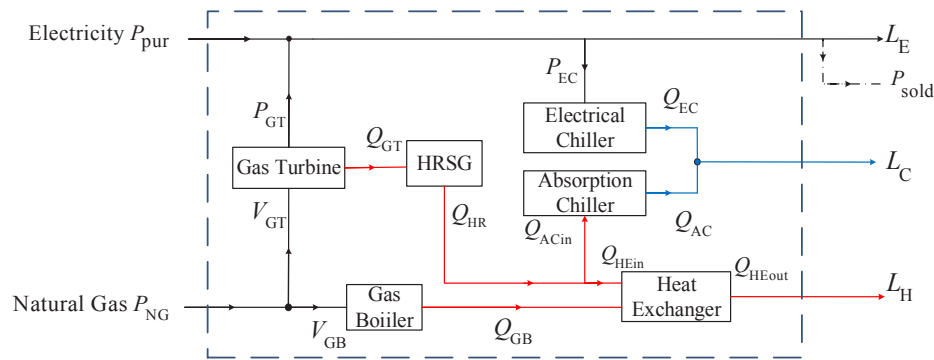 Electricity P_pur
L_E
P_EC
P_sold
P_GT
Q_EC
Electrical
Chiller
Q_GT
Gas Turbine
HRSG
L_C
Absorption
Chiller
V_GT
Q_HR
Q_ACin
Q_AC
Q_HEin
Q_HEout
Natural Gas P_NG
Gas
Boiiler
Heat
Exchanger
L_H
V_GB
Q_GB